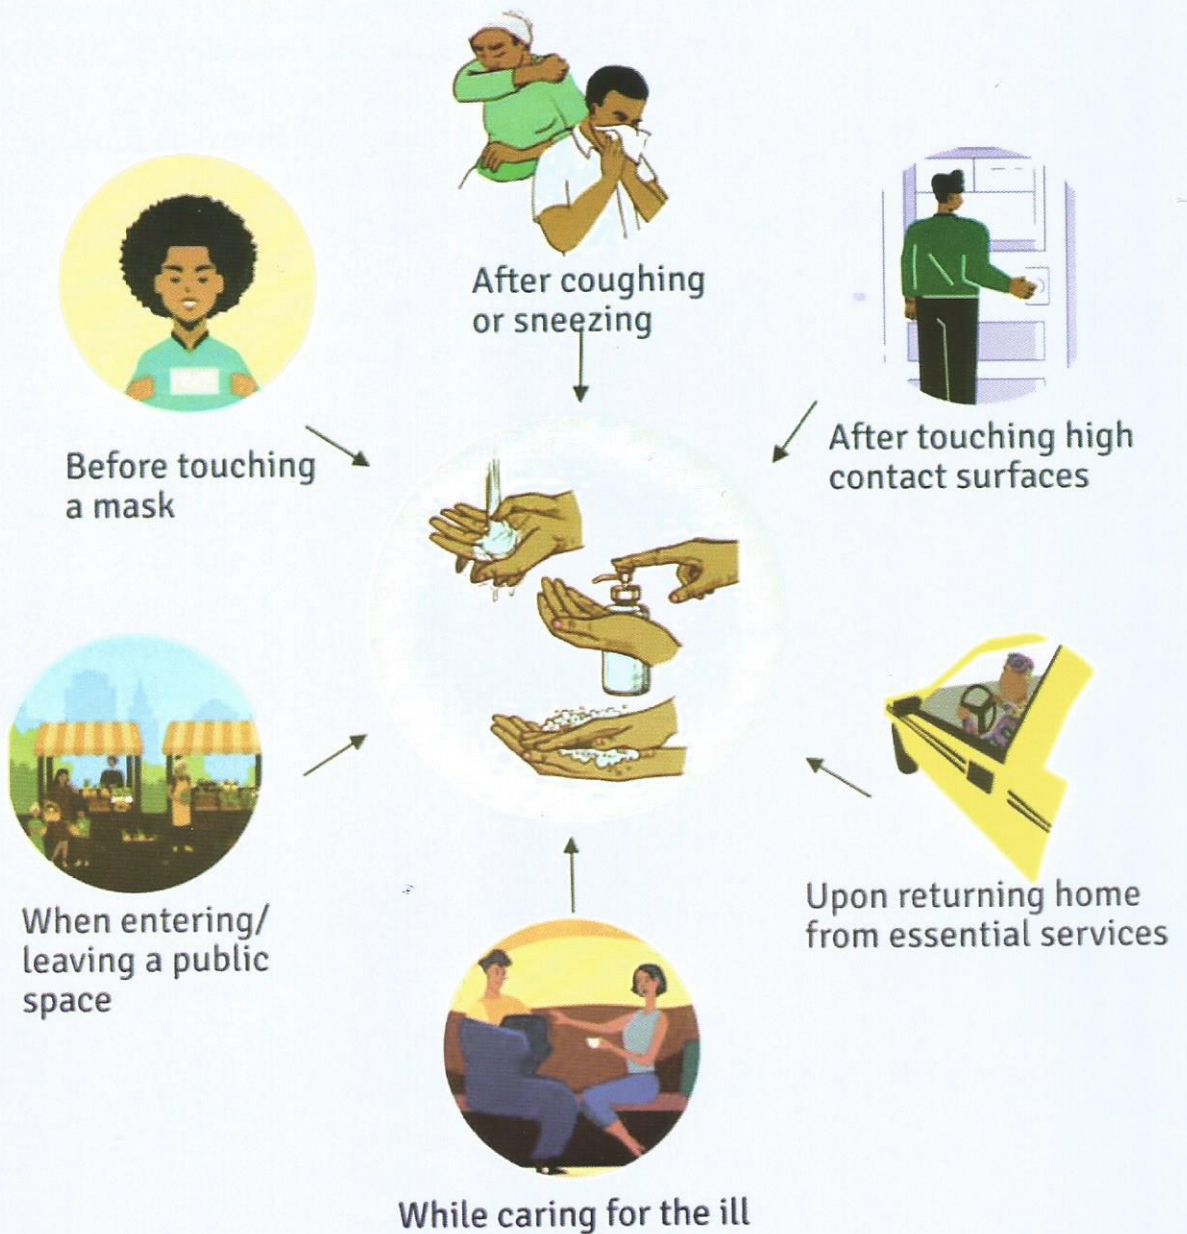 After coughing
or sneezing
Before touching
a mask
After touching high
contact surfaces
When entering/
leaving a public
space
Upon returning home
from essential services
While caring for the ill